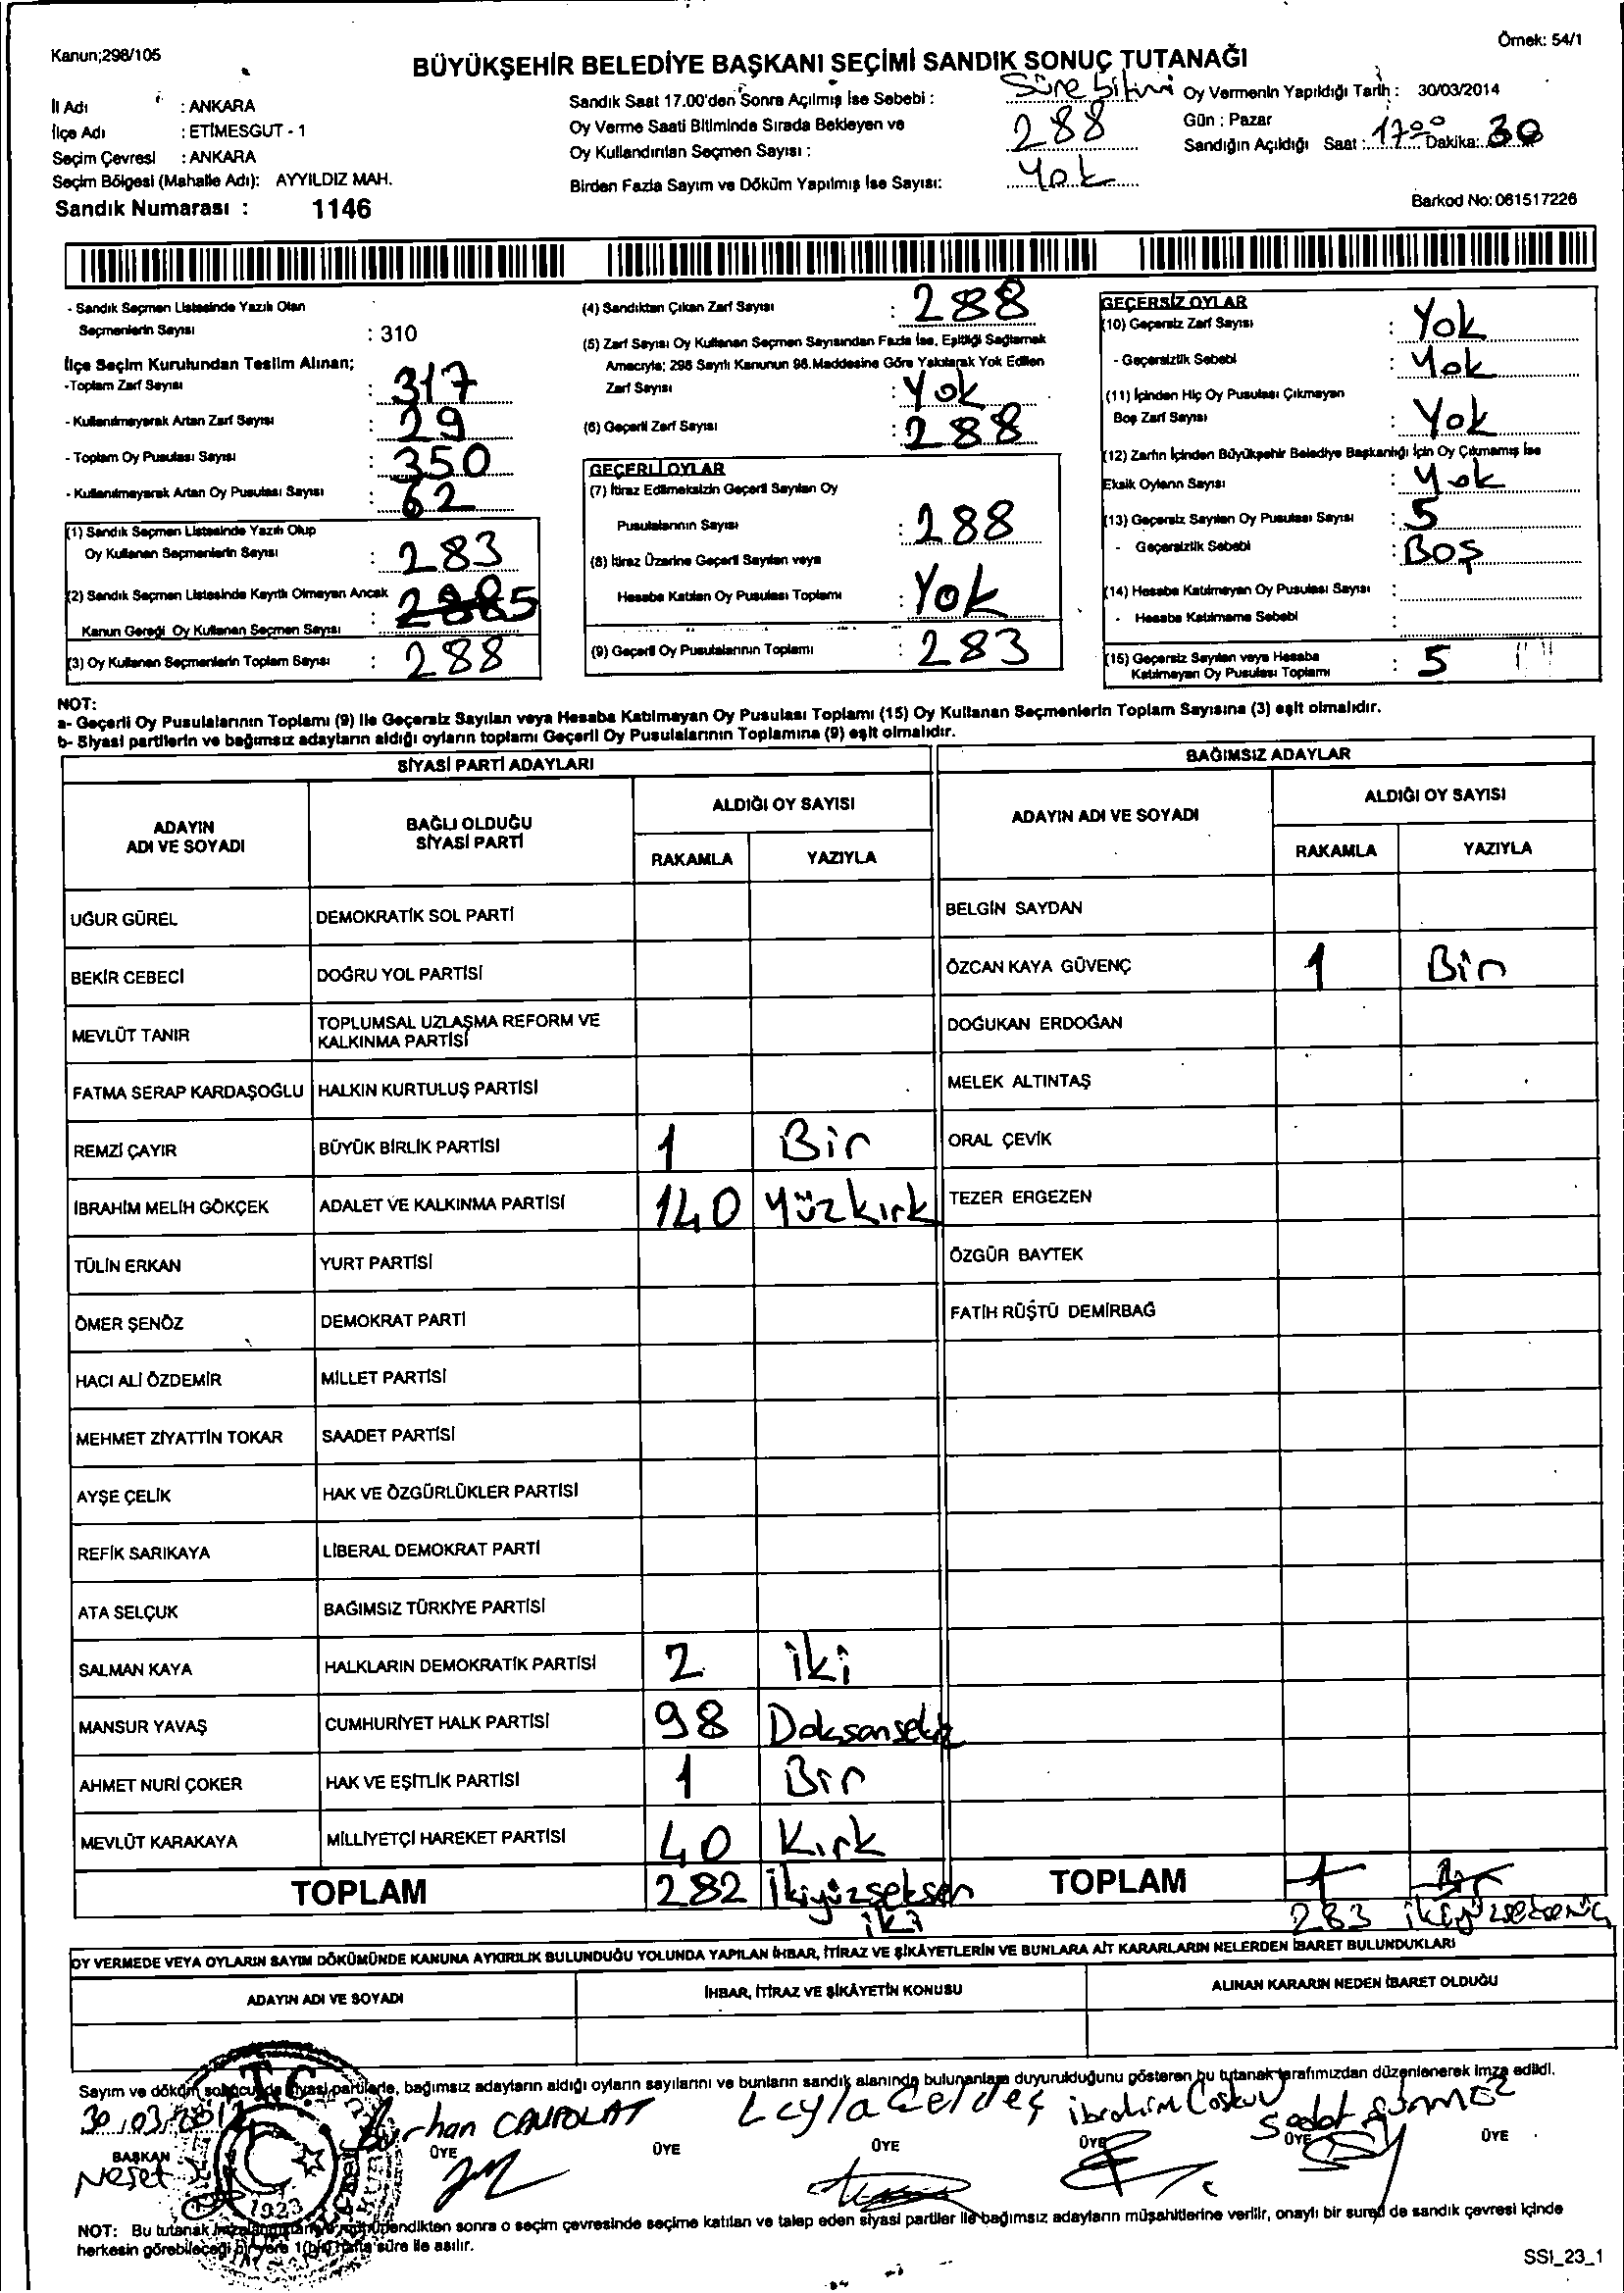 Kanun;298/105
Örnek: 54/1
BÜYÜKŞEHİR BELEDİYE BAŞKANI SEÇİMİ SANDIK SONUÇ TUTANAĞI
İl Adı : ANKARA
İlçe Adı : ETİMESGUT - 1
Seçim Çevresi : ANKARA
Seçim Bölgesi (Mahalle Adı): AYYILDIZ MAH.
Sandık Numarası : 1146
Sandık Saat 17.00'den Sonra Açılmış İse Sebebi : Süre bitimi
Oy Verme Saati Bitiminde Sırada Bekleyen ve
Oy Kullandırılan Seçmen Sayısı : 288
Birden Fazla Sayım ve Döküm Yapılmış İse Sayısı: Yok
Oy Vermenin Yapıldığı Tarih : 30/03/2014
Gün : Pazar
Sandığın Açıldığı Saat : 17°° Dakika: 30
Barkod No: 061517226
- Sandık Seçmen Listesinde Yazılı Olan
Seçmenlerin Sayısı : 310
İlçe Seçim Kurulundan Teslim Alınan;
-Toplam Zarf Sayısı : 317
- Kullanılmayarak Artan Zarf Sayısı : 29
- Toplam Oy Pusulası Sayısı : 350
- Kullanılmayarak Artan Oy Pusulası Sayısı : 62
(1) Sandık Seçmen Listesinde Yazılı Olup
Oy Kullanan Seçmenlerin Sayısı : 283
(2) Sandık Seçmen Listesinde Kayıtlı Olmayan Ancak
Kanun Gereği Oy Kullanan Seçmen Sayısı : 5
(3) Oy Kullanan Seçmenlerin Toplam Sayısı : 288
(4) Sandıktan Çıkan Zarf Sayısı : 288
(5) Zarf Sayısı Oy Kullanan Seçmen Sayısından Fazla İse, Eşitliği Sağlamak
Amacıyla; 298 Sayılı Kanunun 98.Maddesine Göre Yakılarak Yok Edilen
Zarf Sayısı : Yok
(6) Geçerli Zarf Sayısı : 288
GEÇERLİ OYLAR
(7) İtiraz Edilmeksizin Geçerli Sayılan Oy
Pusulalarının Sayısı : 288
(8) İtiraz Üzerine Geçerli Sayılan veya
Hesaba Katılan Oy Pusulası Toplamı : Yok
(9) Geçerli Oy Pusulalarının Toplamı : 283
GEÇERSİZ OYLAR
(10) Geçersiz Zarf Sayısı : Yok
- Geçersizlik Sebebi : Yok
(11) İçinden Hiç Oy Pusulası Çıkmayan
Boş Zarf Sayısı : Yok
(12) Zarfın İçinden Büyükşehir Belediye Başkanlığı İçin Oy Çıkmamış İse
Eksik Oyların Sayısı : Yok
(13) Geçersiz Sayılan Oy Pusulası Sayısı : 5
- Geçersizlik Sebebi : Boş
(14) Hesaba Katılmayan Oy Pusulası Sayısı :
- Hesaba Katılmama Sebebi :
(15) Geçersiz Sayılan veya Hesaba
Katılmayan Oy Pusulası Toplamı : 5
NOT:
a- Geçerli Oy Pusulalarının Toplamı (9) ile Geçersiz Sayılan veya Hesaba Katılmayan Oy Pusulası Toplamı (15) Oy Kullanan Seçmenlerin Toplam Sayısına (3) eşit olmalıdır.
b- Siyasi partilerin ve bağımsız adayların aldığı oyların toplamı Geçerli Oy Pusulalarının Toplamına (9) eşit olmalıdır.
SİYASİ PARTİ ADAYLARI
BAĞIMSIZ ADAYLAR
ADAYIN ADI VE SOYADI
BAĞLI OLDUĞU SİYASİ PARTİ
ALDIĞI OY SAYISI
RAKAMLA YAZIYLA
ADAYIN ADI VE SOYADI
ALDIĞI OY SAYISI
RAKAMLA YAZIYLA
UĞUR GÜREL DEMOKRATİK SOL PARTİ BELGİN SAYDAN
BEKİR CEBECİ DOĞRU YOL PARTİSİ ÖZCAN KAYA GÜVENÇ 1 Bir
MEVLÜT TANIR TOPLUMSAL UZLAŞMA REFORM VE KALKINMA PARTİSİ DOĞUKAN ERDOĞAN
FATMA SERAP KARDAŞOĞLU HALKIN KURTULUŞ PARTİSİ MELEK ALTINTAŞ
REMZİ ÇAYIR BÜYÜK BİRLİK PARTİSİ 1 Bir ORAL ÇEVİK
İBRAHİM MELİH GÖKÇEK ADALET VE KALKINMA PARTİSİ 140 Yüzkırk TEZER ERGEZEN
TÜLİN ERKAN YURT PARTİSİ ÖZGÜR BAYTEK
ÖMER ŞENÖZ DEMOKRAT PARTİ FATİH RÜŞTÜ DEMİRBAĞ
HACI ALİ ÖZDEMİR MİLLET PARTİSİ
MEHMET ZİYATTİN TOKAR SAADET PARTİSİ
AYŞE ÇELİK HAK VE ÖZGÜRLÜKLER PARTİSİ
REFİK SARIKAYA LİBERAL DEMOKRAT PARTİ
ATA SELÇUK BAĞIMSIZ TÜRKİYE PARTİSİ
SALMAN KAYA HALKLARIN DEMOKRATİK PARTİSİ 2 iki
MANSUR YAVAŞ CUMHURİYET HALK PARTİSİ 98 Doksansekiz
AHMET NURİ ÇOKER HAK VE EŞİTLİK PARTİSİ 1 Bir
MEVLÜT KARAKAYA MİLLİYETÇİ HAREKET PARTİSİ 40 Kırk
TOPLAM 282 İkiyüzseksen iki TOPLAM 1 Bir
283 ikiyüzseksenüç
OY VERMEDE VEYA OYLARIN SAYIM DÖKÜMÜNDE KANUNA AYKIRILIK BULUNDUĞU YOLUNDA YAPILAN İHBAR, İTİRAZ VE ŞİKÂYETLERİN VE BUNLARA AİT KARARLARIN NELERDEN İBARET BULUNDUKLARI
ADAYIN ADI VE SOYADI İHBAR, İTİRAZ VE ŞİKÂYETİN KONUSU ALINAN KARARIN NEDEN İBARET OLDUĞU
T.C.
Sayım ve döküm sonucunda siyasi partilerle, bağımsız adayların aldığı oyların sayılarını ve bunların sandık alanında bulunanlara duyurulduğunu gösteren bu tutanak tarafımızdan düzenlenerek imza edildi.
30.03.201 CANPOLAT Leyla Geldeş İbrahim Coşkun Sedat
BAŞKAN ÜYE ÜYE ÜYE ÜYE ÜYE ÜYE
Neşet
1923
NOT: Bu tutanak sonra o seçim çevresinde seçime katılan ve talep eden siyasi partiler ile bağımsız adayların müşahitlerine verilir, onaylı bir sureti de sandık çevresi içinde
herkesin görebileceği bir yere 1(bir) hafta süre ile asılır.
SSI_23_1